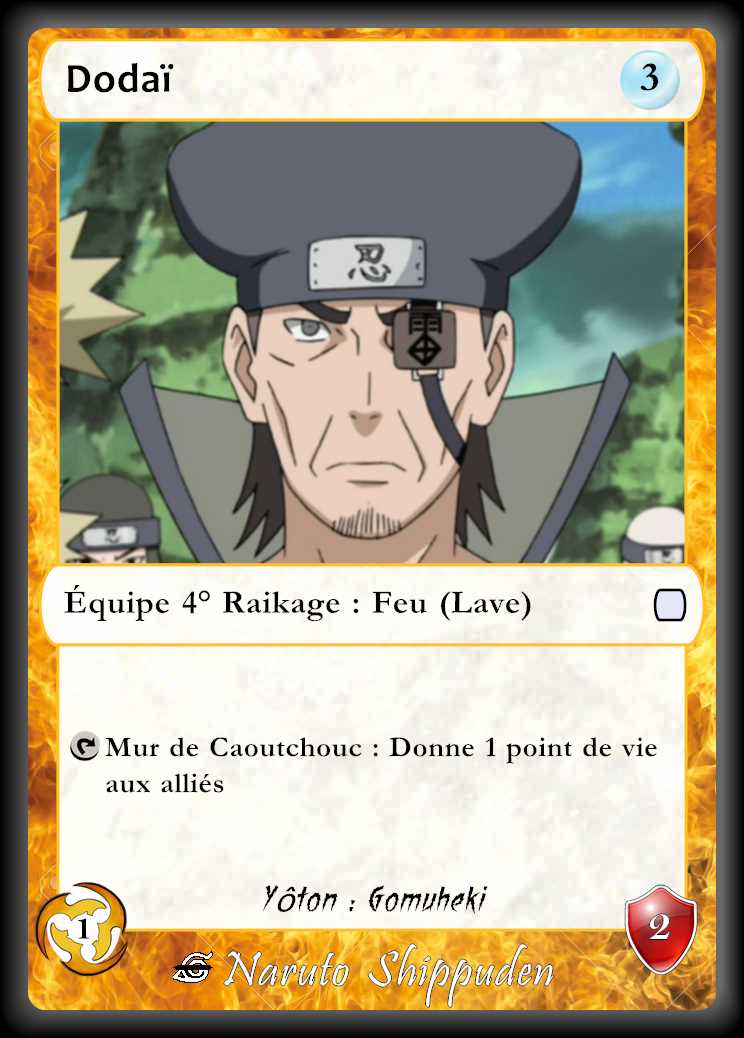 Dodaï
3
忍
雷
Équipe 4° Raikage : Feu (Lave)
Mur de Caoutchouc : Donne 1 point de vie
aux alliés
Yôton : Gomuheki
1
2
Naruto Shippuden